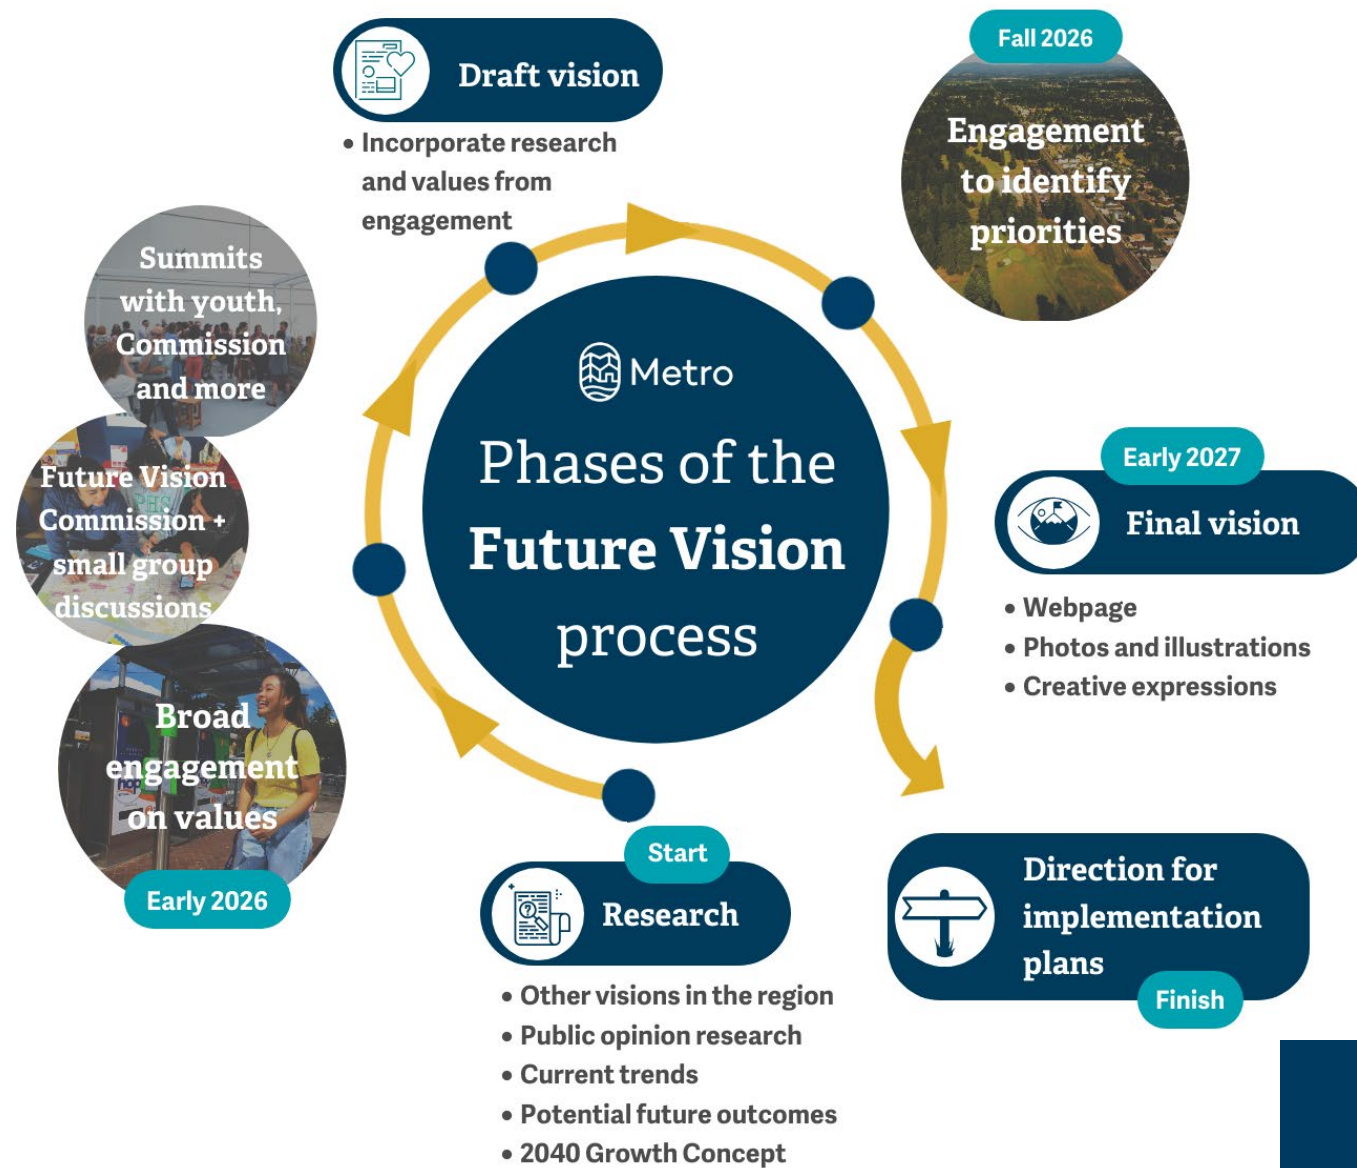 Metro
Phases of the
Future Vision
process
Start
Research
• Other visions in the region
• Public opinion research
• Current trends
• Potential future outcomes
• 2040 Growth Concept
Broad
engagement
on values
Early 2026
Future Vision
Commission +
small group
discussions
Summits
with youth,
Commission
and more
Draft vision
• Incorporate research
and values from
engagement
Fall 2026
Engagement
to identify
priorities
Early 2027
Final vision
• Webpage
• Photos and illustrations
• Creative expressions
Direction for
implementation
plans
Finish
hop